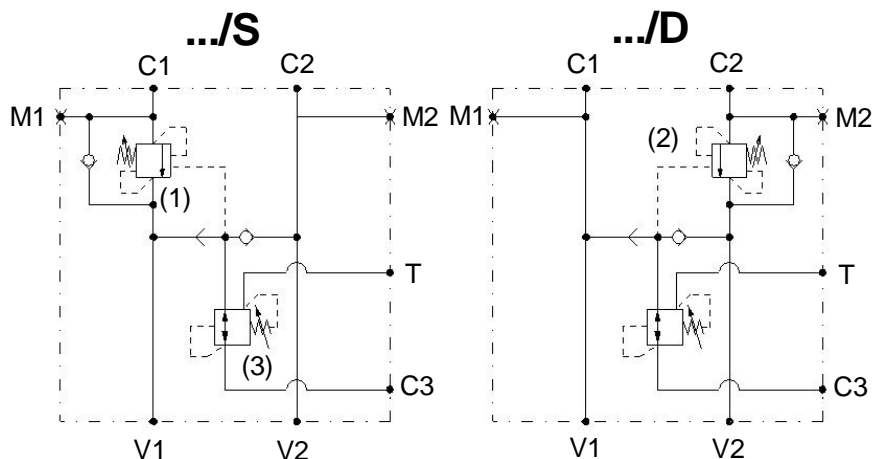 .../S .../D
C1 C2 C1 C2
M1 M2 M1 M2
(2)
(1)
T T
(3)
C3 C3
V1 V2 V1 V2